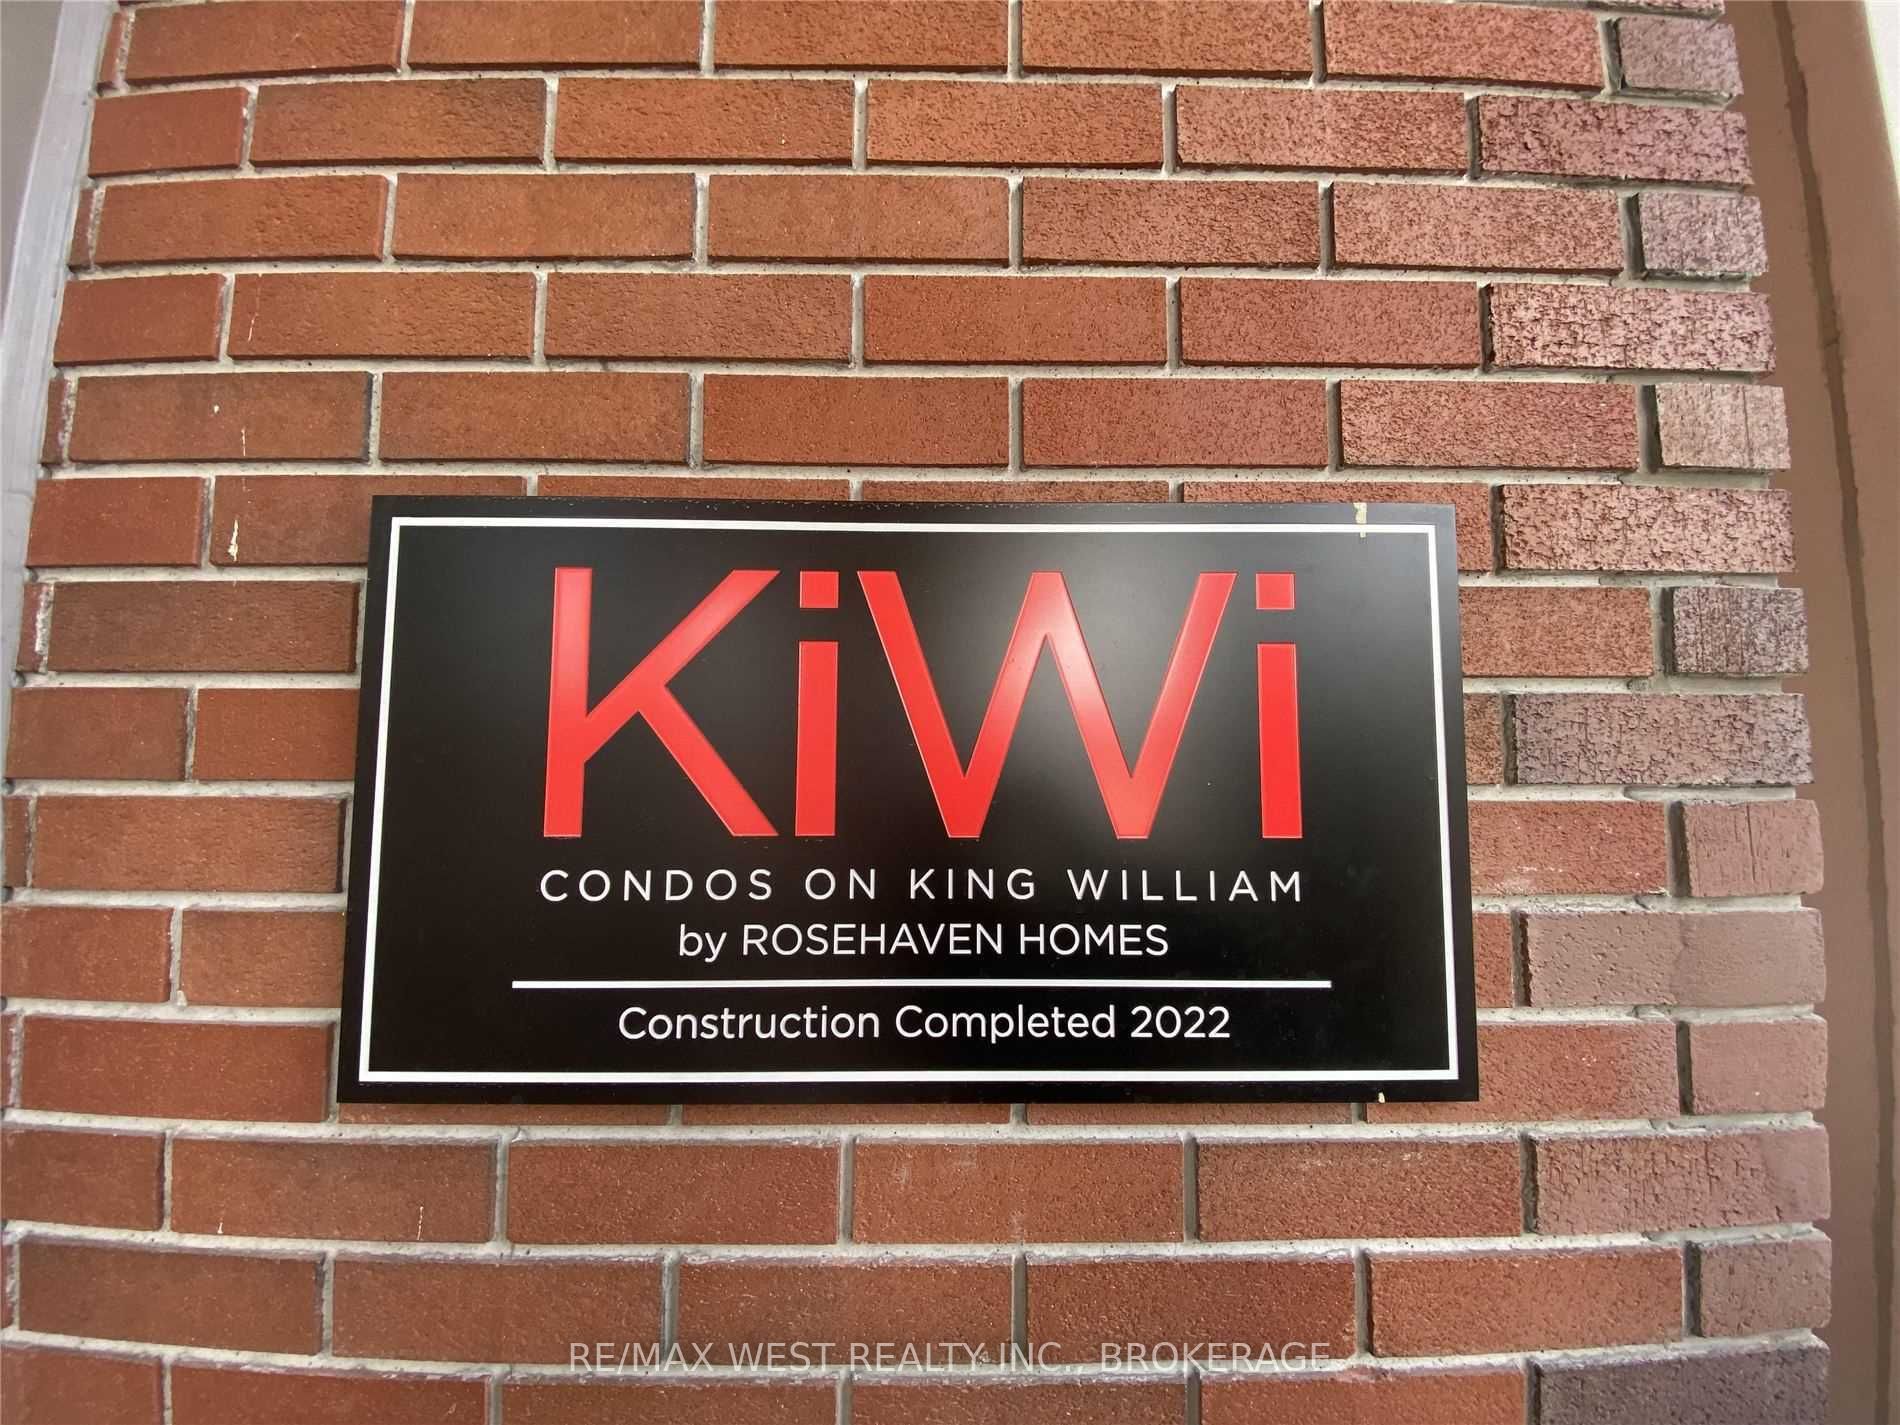 KiWi
CONDOS ON KING WILLIAM
by ROSEHAVEN HOMES
Construction Completed 2022
RE/MAX WEST REALTY INC., BROKERAGE